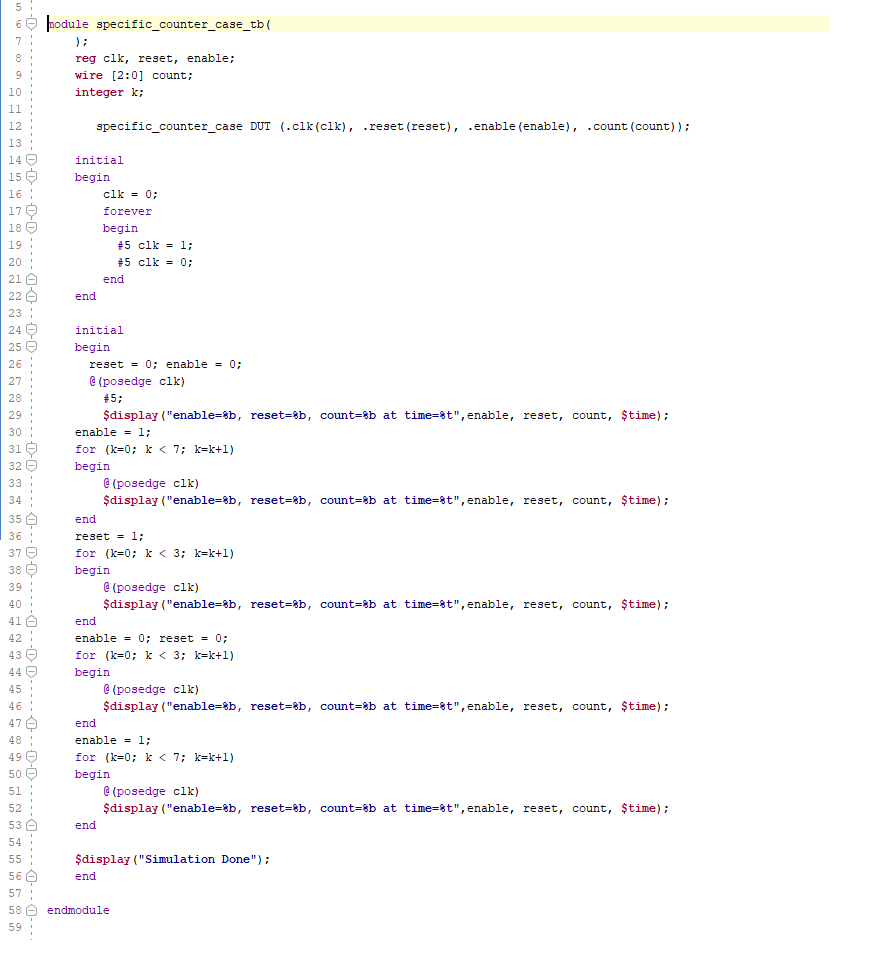 5
6 module specific_counter_case_tb(
7     );
8     reg clk, reset, enable;
9     wire [2:0] count;
10     integer k;
11
12        specific_counter_case DUT (.clk(clk), .reset(reset), .enable(enable), .count(count));
13
14     initial
15     begin
16         clk = 0;
17         forever
18         begin
19           #5 clk = 1;
20           #5 clk = 0;
21         end
22     end
23
24     initial
25     begin
26       reset = 0; enable = 0;
27       @(posedge clk)
28         #5;
29         $display("enable=%b, reset=%b, count=%b at time=%t",enable, reset, count, $time);
30     enable = 1;
31     for (k=0; k < 7; k=k+1)
32     begin
33         @(posedge clk)
34         $display("enable=%b, reset=%b, count=%b at time=%t",enable, reset, count, $time);
35     end
36     reset = 1;
37     for (k=0; k < 3; k=k+1)
38     begin
39         @(posedge clk)
40         $display("enable=%b, reset=%b, count=%b at time=%t",enable, reset, count, $time);
41     end
42     enable = 0; reset = 0;
43     for (k=0; k < 3; k=k+1)
44     begin
45         @(posedge clk)
46         $display("enable=%b, reset=%b, count=%b at time=%t",enable, reset, count, $time);
47     end
48     enable = 1;
49     for (k=0; k < 7; k=k+1)
50     begin
51         @(posedge clk)
52         $display("enable=%b, reset=%b, count=%b at time=%t",enable, reset, count, $time);
53     end
54
55     $display("Simulation Done");
56     end
57
58 endmodule
59